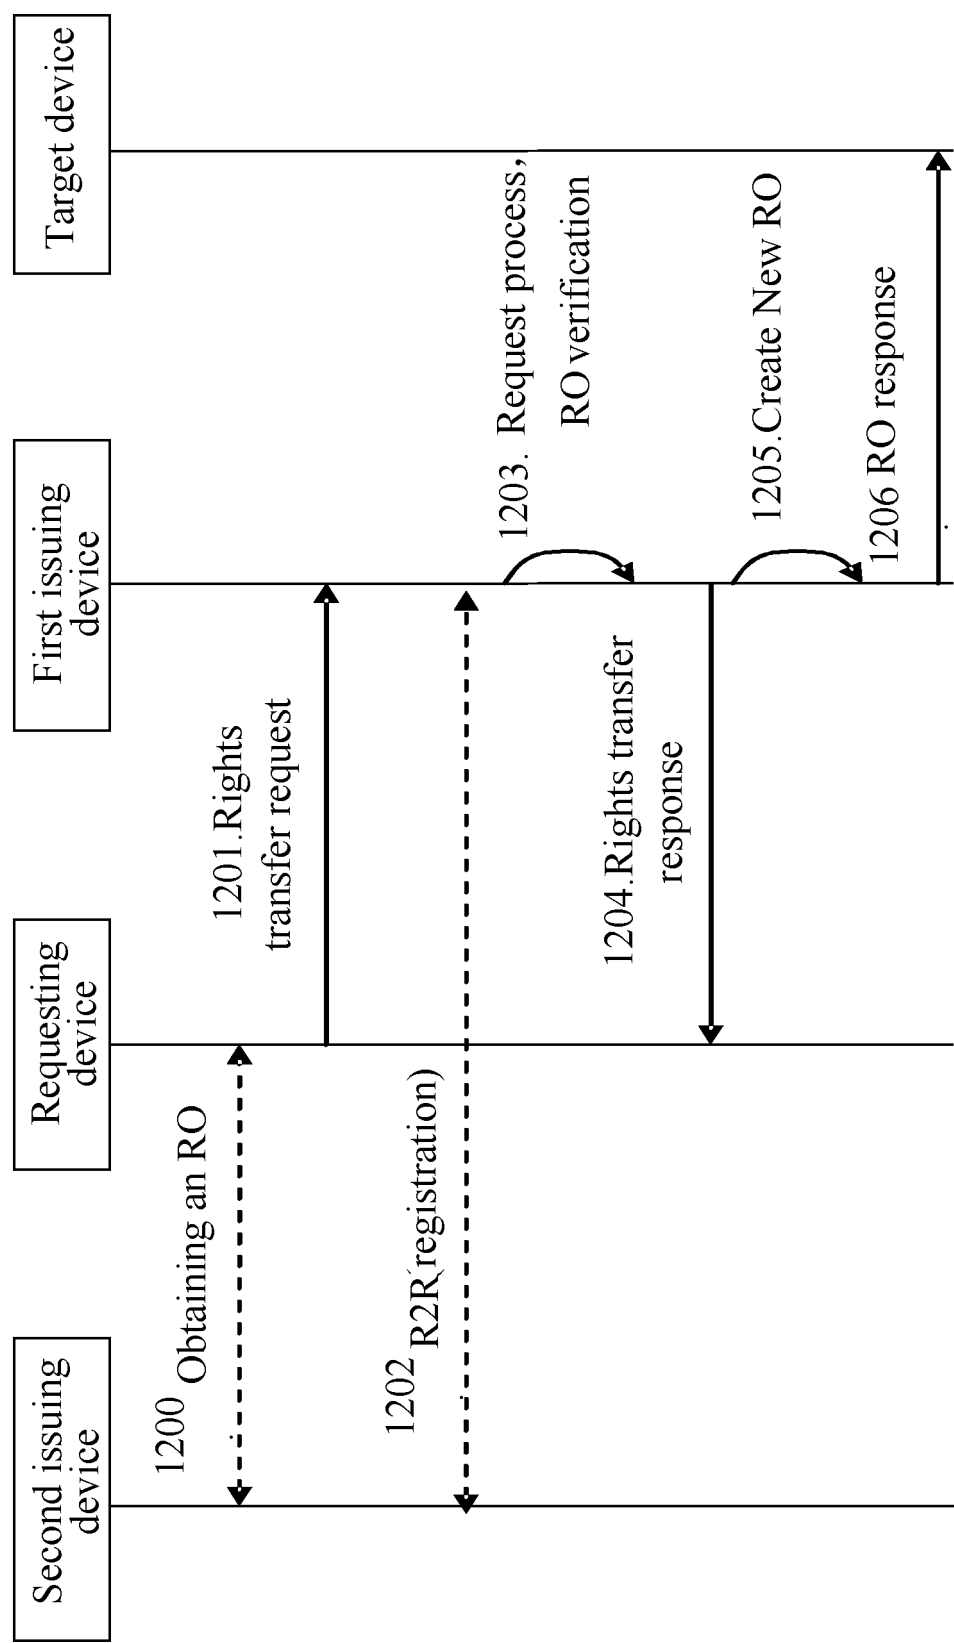 Second issuing
device
Requesting
device
First issuing
device
Target device
1200 Obtaining an RO
1201.Rights
transfer request
1202 R2R(registration)
1203. Request process,
RO verification
1204.Rights transfer
response
1205.Create New RO
1206 RO response